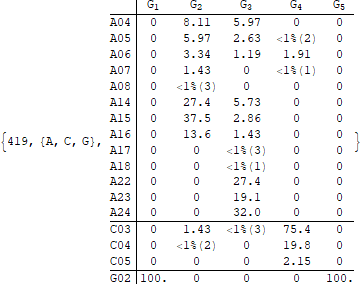 G1 G2 G3 G4 G5
A04 0 8.11 5.97 0 0
A05 0 5.97 2.63 <1%(2) 0
A06 0 3.34 1.19 1.91 0
A07 0 1.43 0 <1%(1) 0
A08 0 <1%(3) 0 0 0
A14 0 27.4 5.73 0 0
A15 0 37.5 2.86 0 0
A16 0 13.6 1.43 0 0
{419, {A, C, G}, }
A17 0 0 <1%(3) 0 0
A18 0 0 <1%(1) 0 0
A22 0 0 27.4 0 0
A23 0 0 19.1 0 0
A24 0 0 32.0 0 0
C03 0 1.43 <1%(3) 75.4 0
C04 0 <1%(2) 0 19.8 0
C05 0 0 0 2.15 0
G02 100. 0 0 0 100.